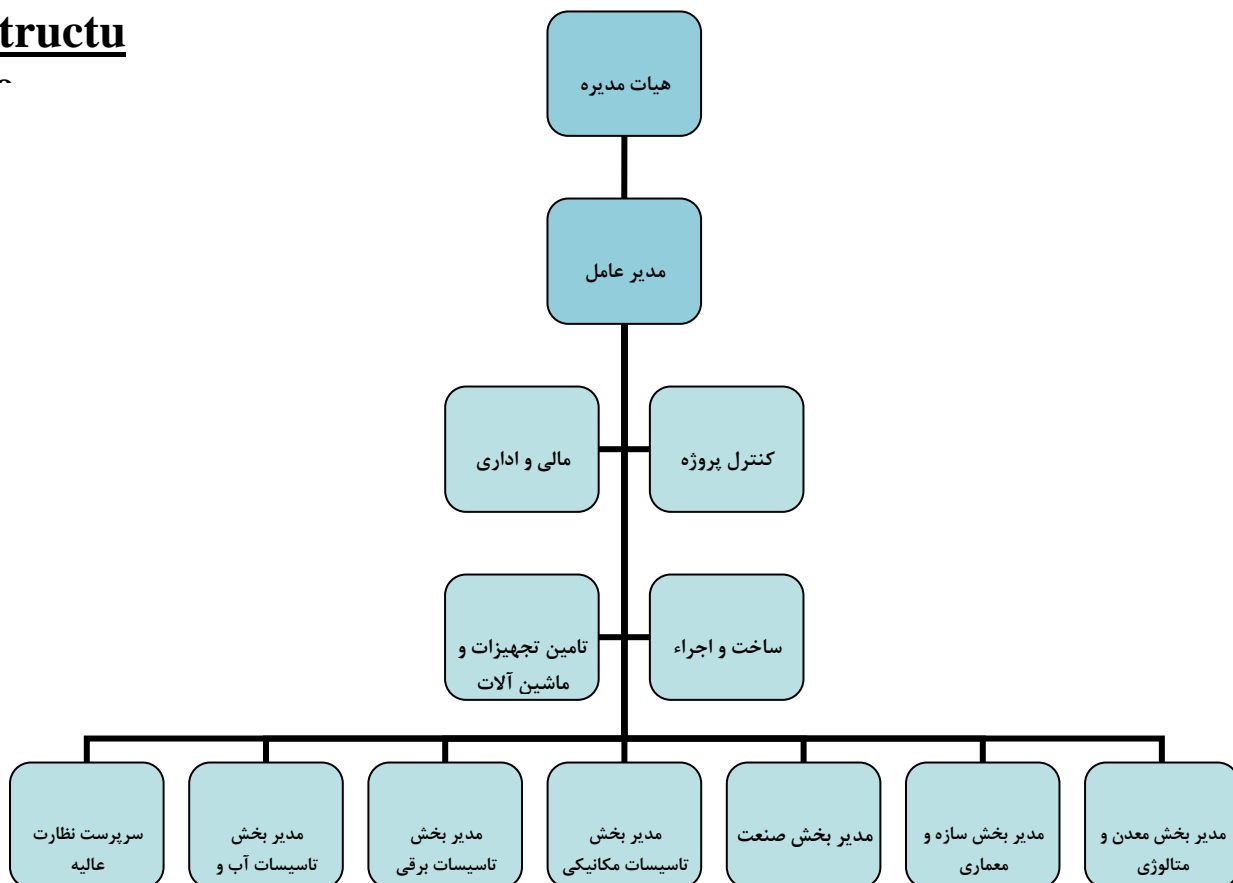 tructu
هیات مدیره
مدیر عامل
کنترل پروژه
مالی و اداری
ساخت و اجراء
تامین تجهیزات و
ماشین آلات
مدیر بخش معدن و
متالوژی
مدیر بخش سازه و
معماری
مدیر بخش صنعت
مدیر بخش
تاسیسات مکانیکی
مدیر بخش
تاسیسات برقی
مدیر بخش
تاسیسات آب و
سرپرست نظارت
عالیه